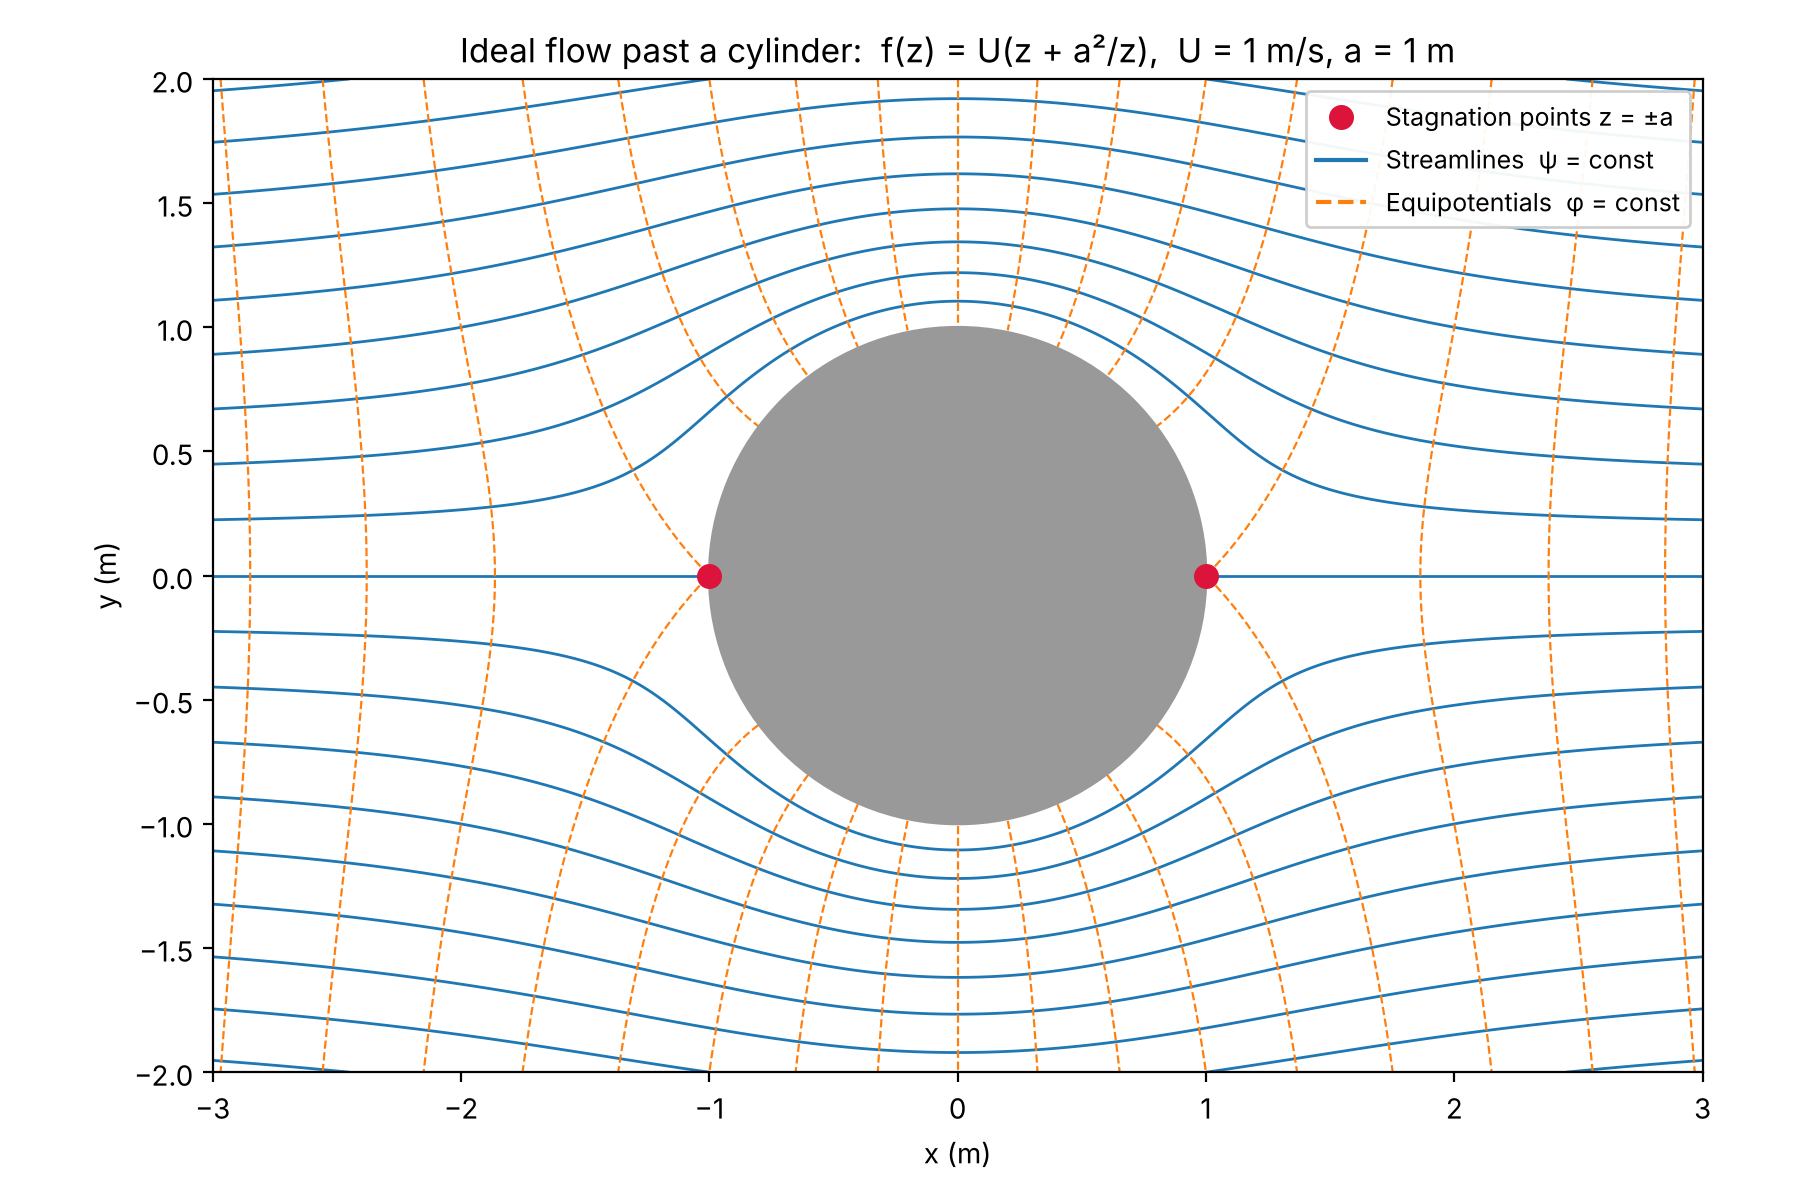 Ideal flow past a cylinder: f(z) = U(z + a²/z), U = 1 m/s, a = 1 m
Stagnation points z = ±a
Streamlines ψ = const
Equipotentials φ = const
y (m)
2.0
1.5
1.0
0.5
0.0
−0.5
−1.0
−1.5
−2.0
−3
−2
−1
0
1
2
3
x (m)